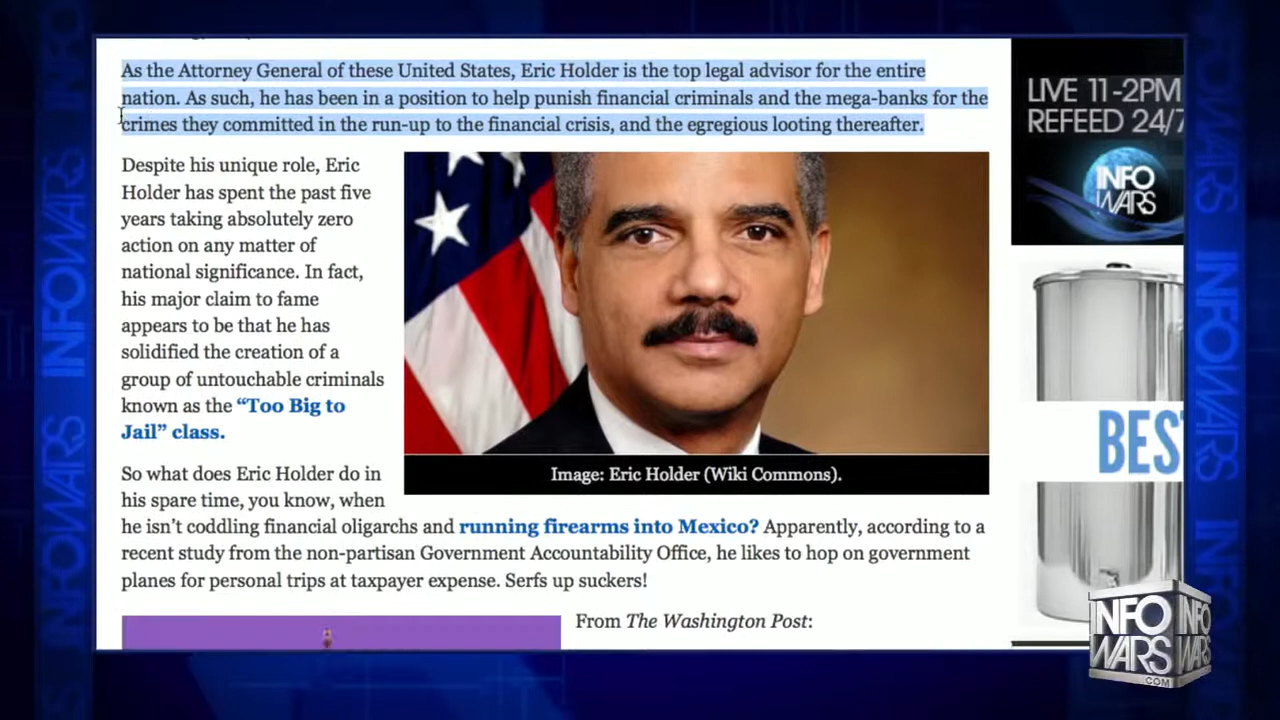 As the Attorney General of these United States, Eric Holder is the top legal advisor for the entire
nation. As such, he has been in a position to help punish financial criminals and the mega-banks for the
crimes they committed in the run-up to the financial crisis, and the egregious looting thereafter.
Despite his unique role, Eric
Holder has spent the past five
years taking absolutely zero
action on any matter of
national significance. In fact,
his major claim to fame
appears to be that he has
solidified the creation of a
group of untouchable criminals
known as the “Too Big to
Jail” class.
Image: Eric Holder (Wiki Commons).
So what does Eric Holder do in
his spare time, you know, when
he isn’t coddling financial oligarchs and running firearms into Mexico? Apparently, according to a
recent study from the non-partisan Government Accountability Office, he likes to hop on government
planes for personal trips at taxpayer expense. Serfs up suckers!
From The Washington Post:
LIVE 11-2PM
REFEED 24/7
INFO
WARS
BEST
INFOWARS
INFOWARS
INFOWARS
INFOWARS
INFO
WARS
.COM
INFO
WARS